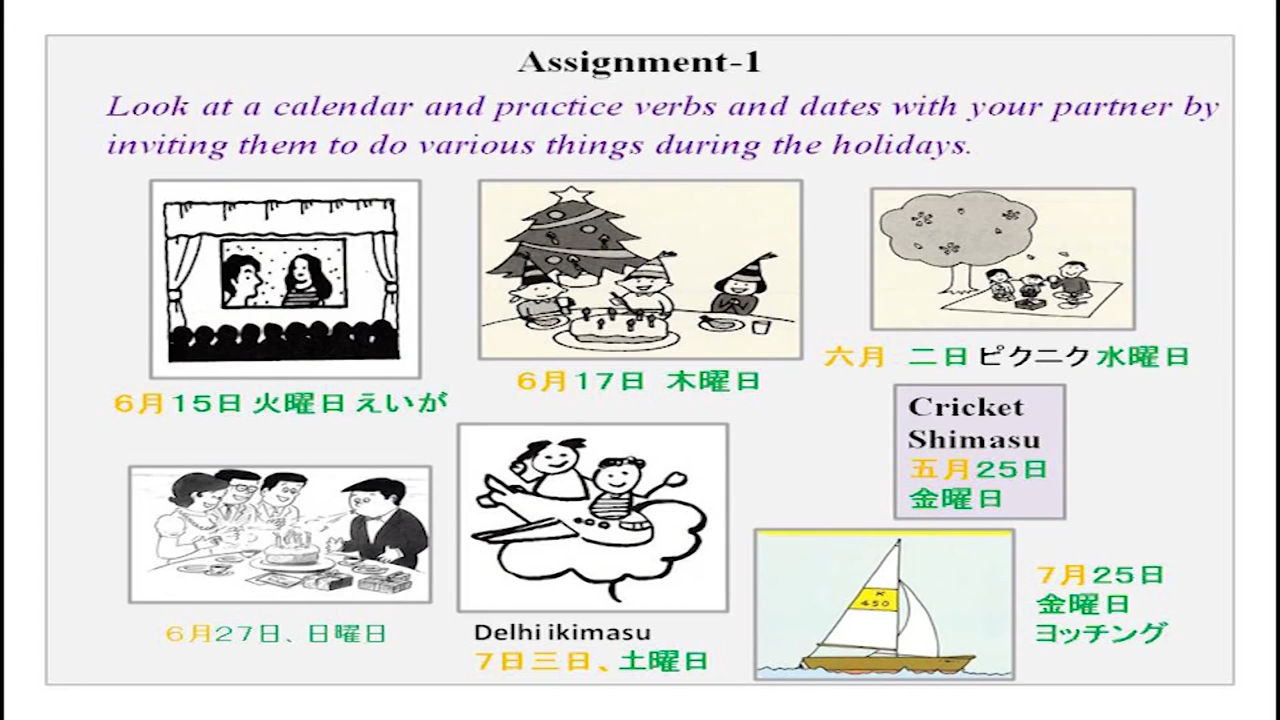 Assignment-1
Look at a calendar and practice verbs and dates with your partner by
inviting them to do various things during the holidays.
6月15日 火曜日 えいが
6月17日 木曜日
六月 二日 ピクニク 水曜日
Cricket
Shimasu
五月25日
金曜日
6月27日、日曜日
Delhi ikimasu
7日三日、土曜日
K
450
7月25日
金曜日
ヨッチング